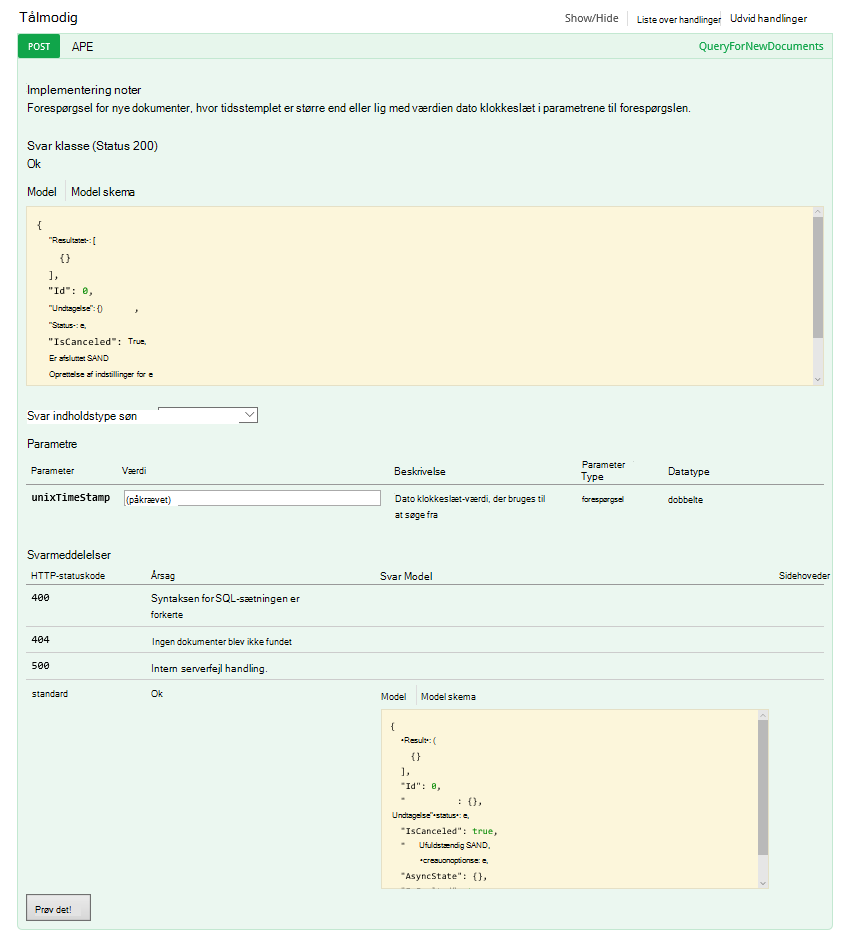 Tålmodig
Show/Hide Liste over handlinger Udvid handlinger
POST APE QueryForNewDocuments
Implementering noter
Forespørgsel for nye dokumenter, hvor tidsstemplet er større end eller lig med værdien dato klokkeslæt i parametrene til forespørgslen.
Svar klasse (Status 200)
Ok
Model Model skema
{
"Resultatet-: [
{}
],
"Id": 0,
"Undtagelse": {} ,
"Status-: e,
"IsCanceled": True,
Er afsluttet SAND
Oprettelse af indstillinger for e
Svar indholdstype søn
Parametre
Parameter Værdi Beskrivelse Parameter Type Datatype
unixTimeStamp (påkrævet) Dato klokkeslæt-værdi, der bruges til forespørgsel dobbelte
at søge fra
Svarmeddelelser
HTTP-statuskode Årsag Svar Model Sidehoveder
400 Syntaksen for SQL-sætningen er
forkerte
404 Ingen dokumenter blev ikke fundet
500 Intern serverfejl handling.
standard Ok Model Model skema
{
•Result•: (
{}
],
"Id": 0,
" : {},
Undtagelse"•status•: e,
"IsCanceled": true,
" Ufuldstændig SAND,
•creauonoptionse: e,
"AsyncState": {},
Prøv det!